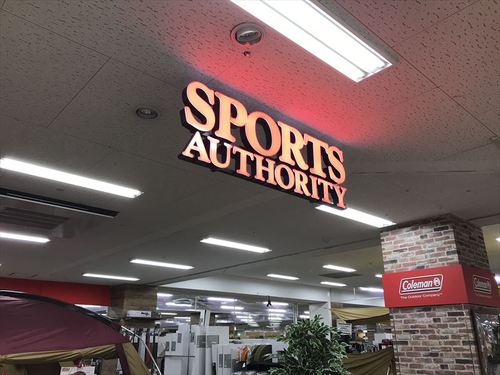 SPORTS
AUTHORITY
Coleman
The Outdoor Company